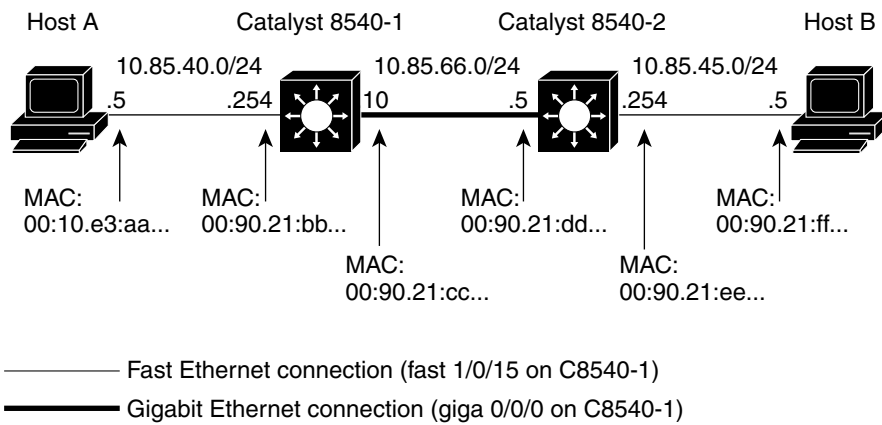 Host A Catalyst 8540-1 Catalyst 8540-2 Host B
10.85.40.0/24 10.85.66.0/24 10.85.45.0/24
.5 .254 10 .5 .254 .5
MAC: MAC: MAC: MAC:
00:10.e3:aa... 00:90.21:bb... 00:90.21:dd... 00:90.21:ff...
MAC: MAC:
00:90.21:cc... 00:90.21:ee...
Fast Ethernet connection (fast 1/0/15 on C8540-1)
Gigabit Ethernet connection (giga 0/0/0 on C8540-1)